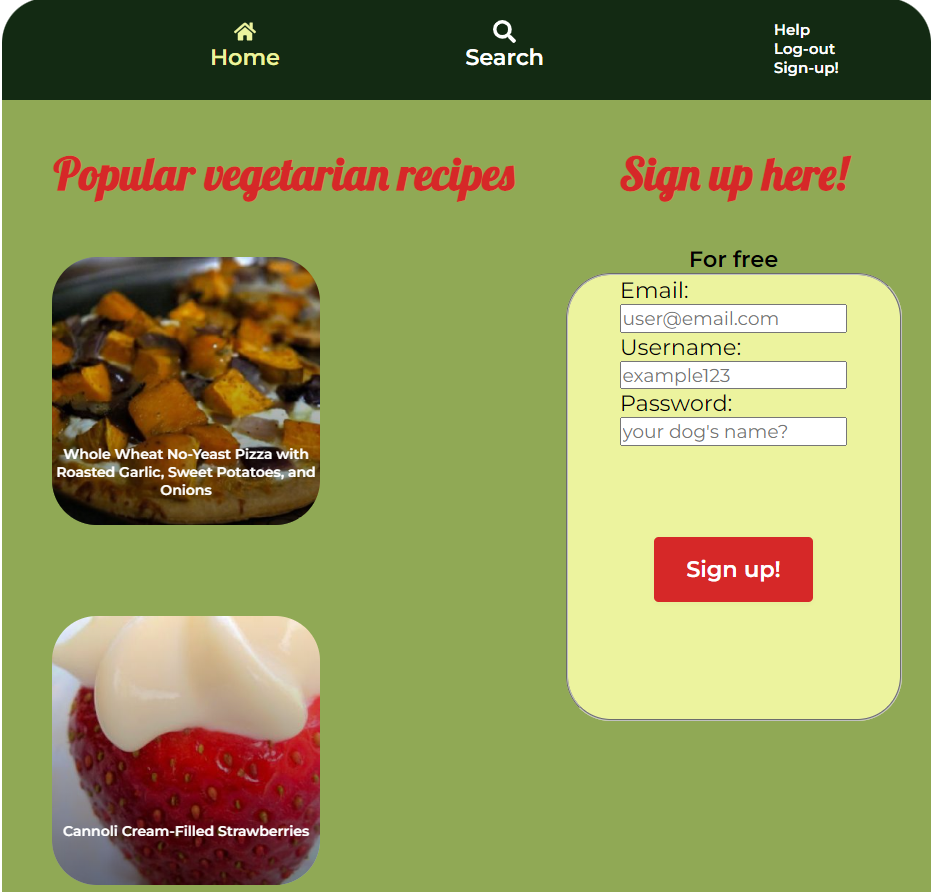 Home
Search
Help
Log-out
Sign-up!
Popular vegetarian recipes
Sign up here!
For free
Email:
user@email.com
Username:
example123
Password:
your dog's name?
Sign up!
Whole Wheat No-Yeast Pizza with
Roasted Garlic, Sweet Potatoes, and
Onions
Cannoli Cream-Filled Strawberries